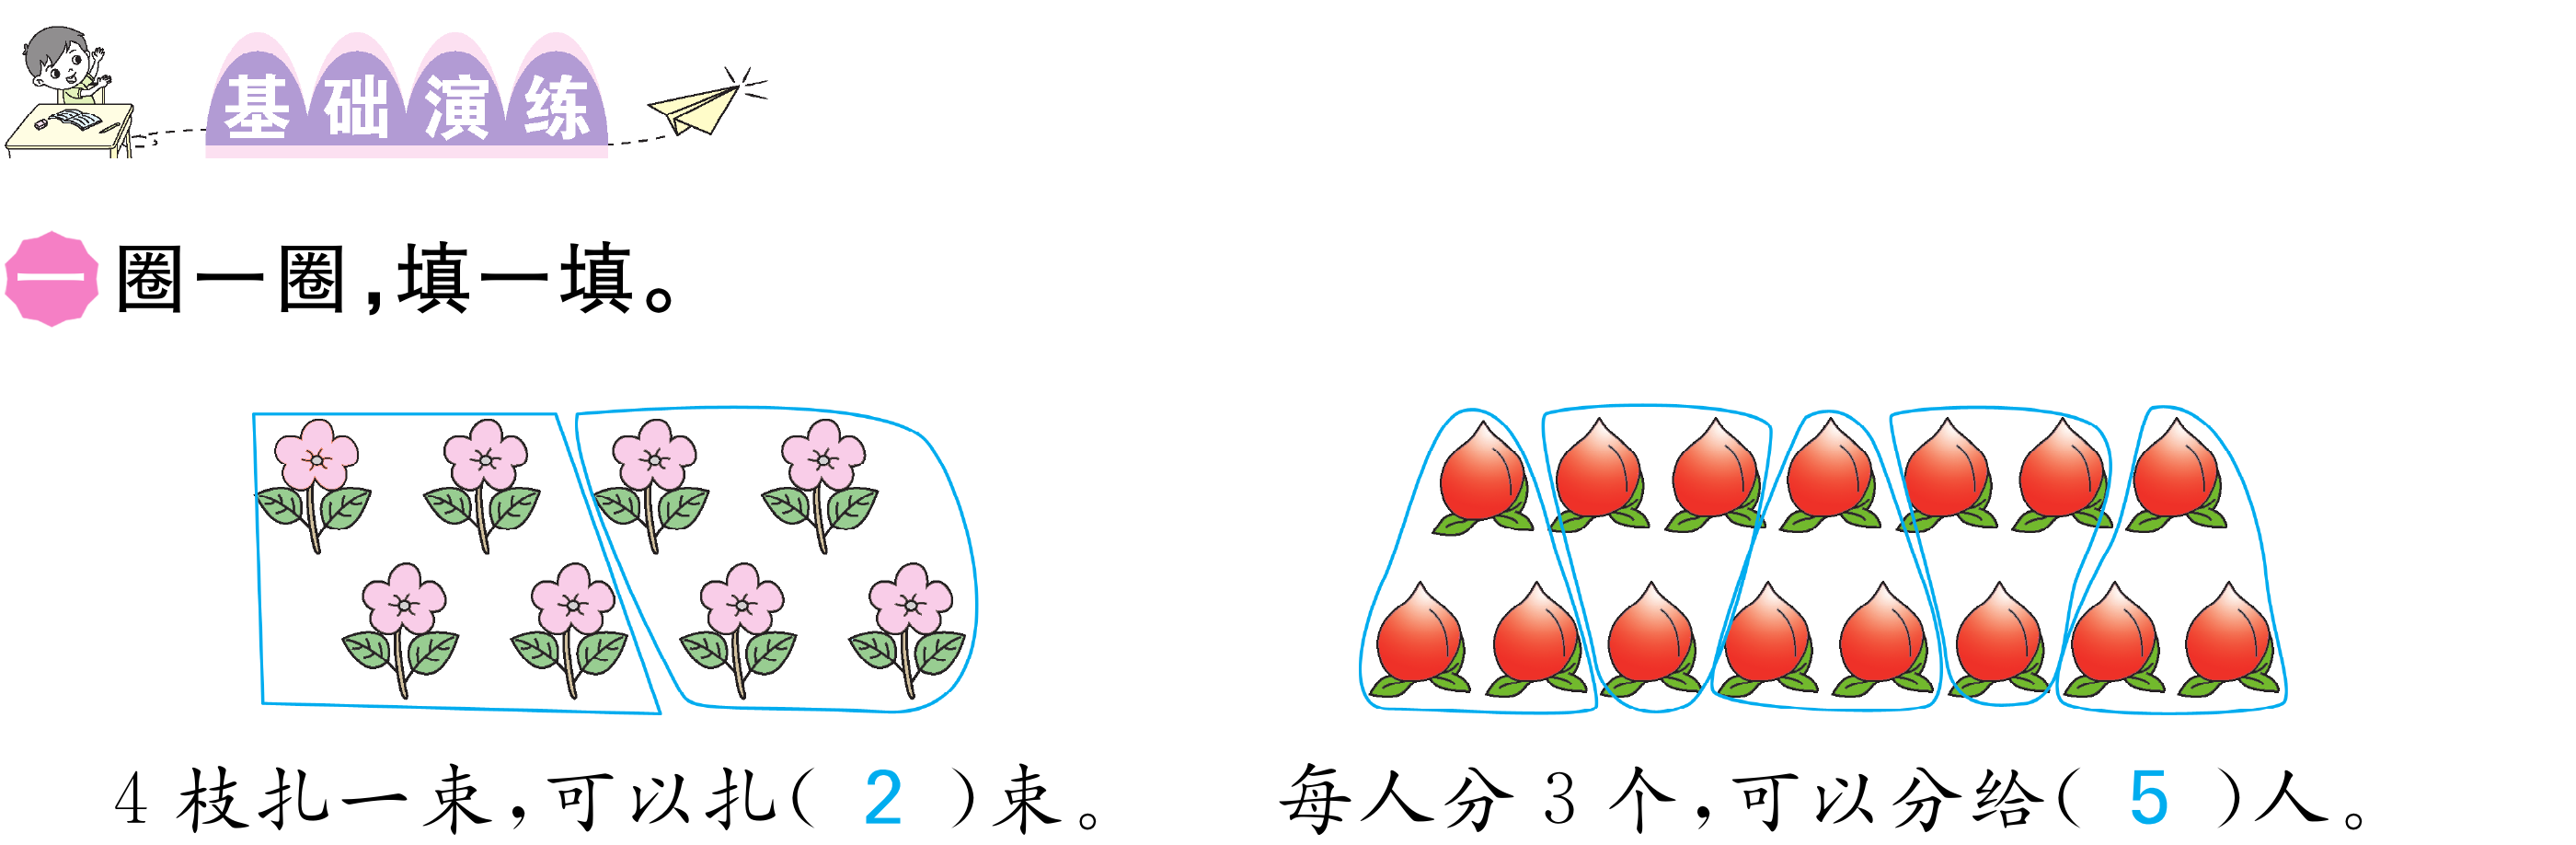 基础演练
一 圈一圈,填一填。
4 枝扎一束,可以扎( 2 )束。
每人分 3 个,可以分给( 5 )人。